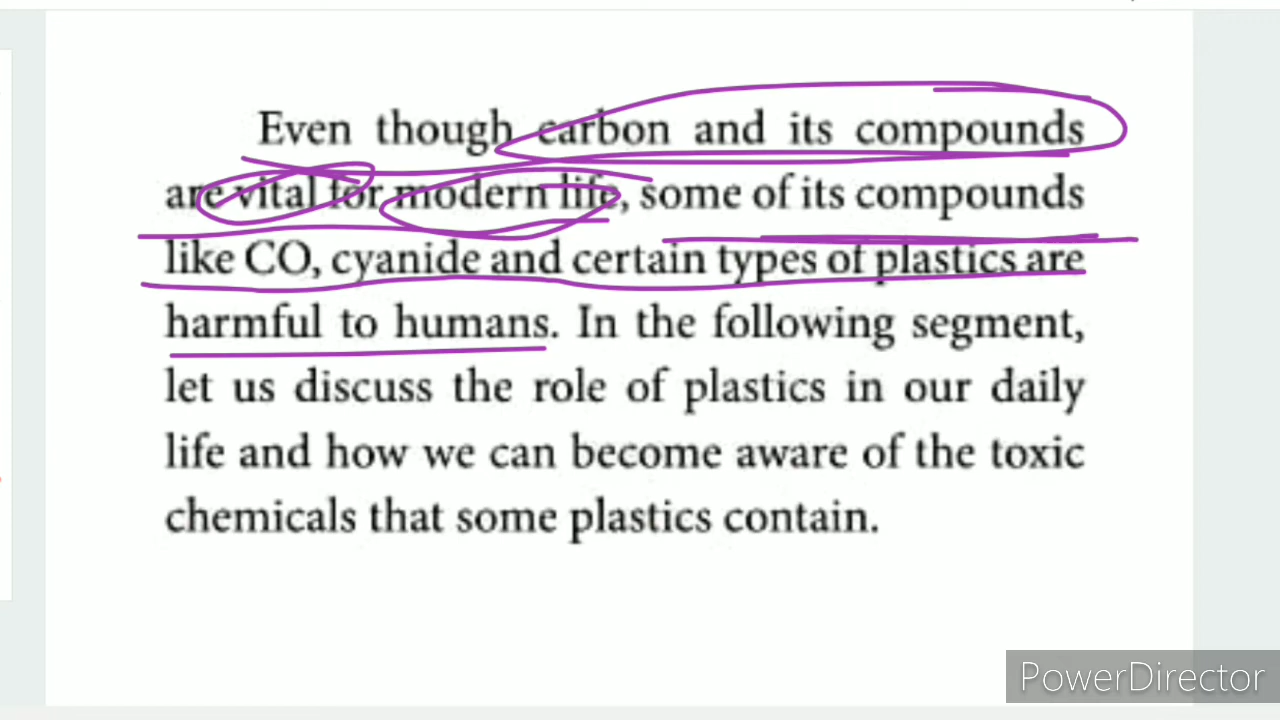 Even though carbon and its compounds
are vital for modern life, some of its compounds
like CO, cyanide and certain types of plastics are
harmful to humans. In the following segment,
let us discuss the role of plastics in our daily
life and how we can become aware of the toxic
chemicals that some plastics contain.
PowerDirector